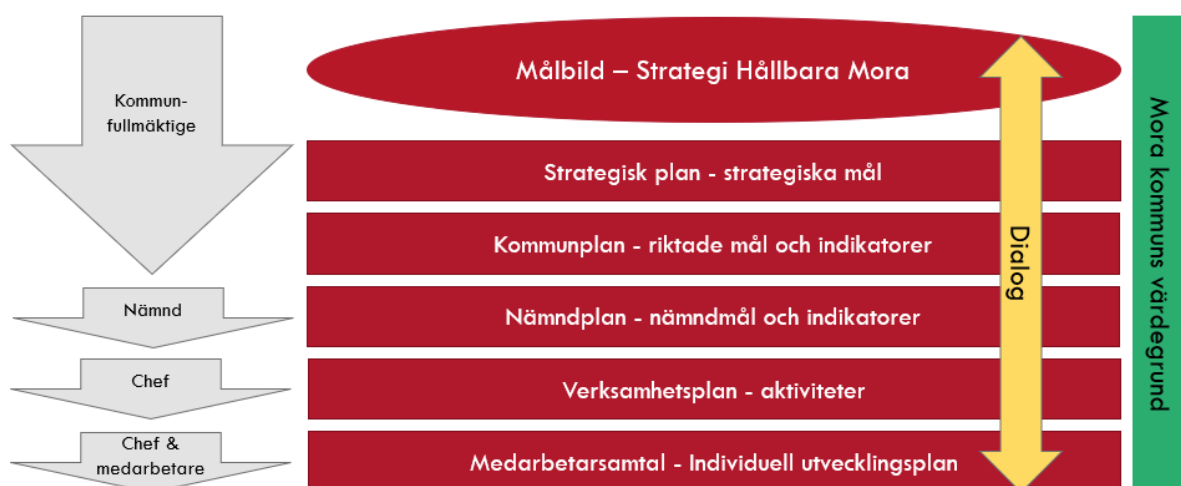 Målbild – Strategi Hållbara Mora
Kommun-
fullmäktige
Strategisk plan - strategiska mål
Kommunplan - riktade mål och indikatorer
Nämnd
Nämndplan - nämndmål och indikatorer
Chef
Verksamhetsplan - aktiviteter
Chef &
medarbetare
Medarbetarsamtal - Individuell utvecklingsplan
Dialog
Mora kommuns värdegrund